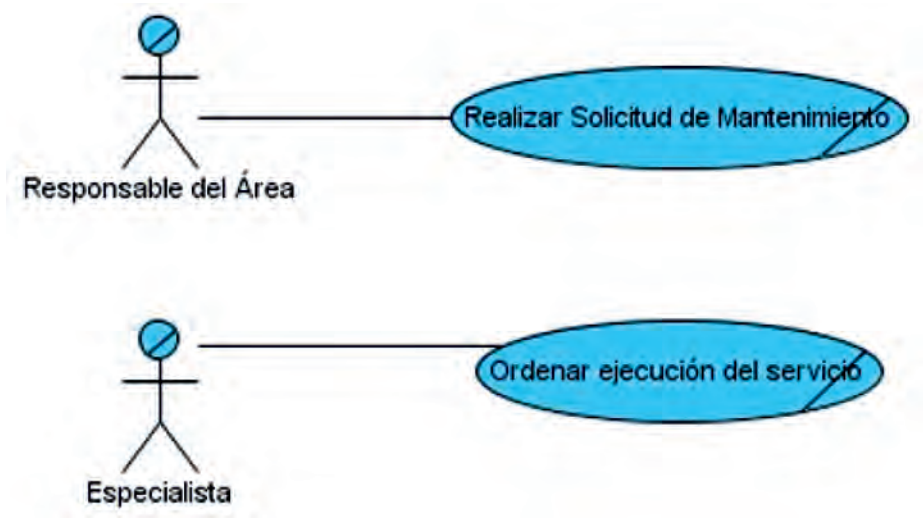 Realizar Solicitud de Mantenimiento
Responsable del Área
Ordenar ejecución del servicio
Especialista